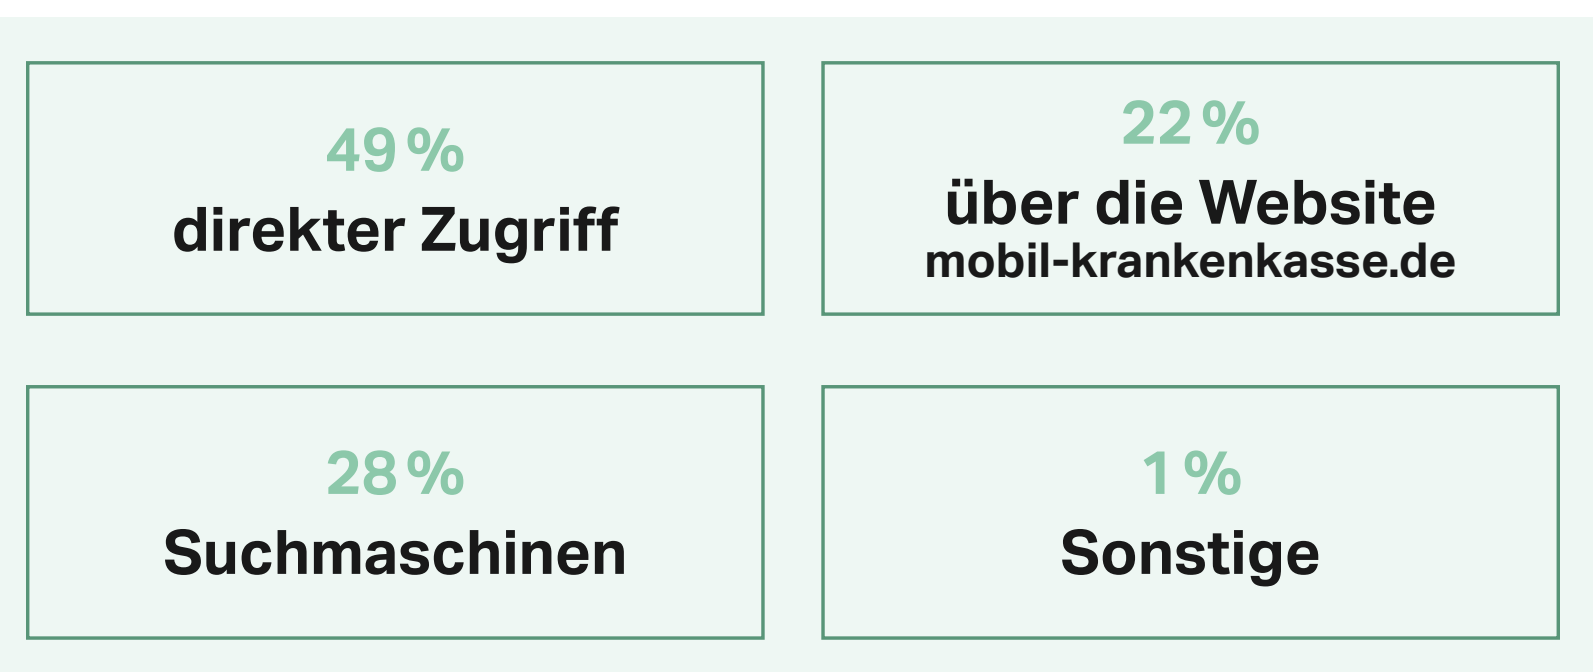 49 %
direkter Zugriff
22 %
über die Website
mobil-krankenkasse.de
28 %
Suchmaschinen
1 %
Sonstige